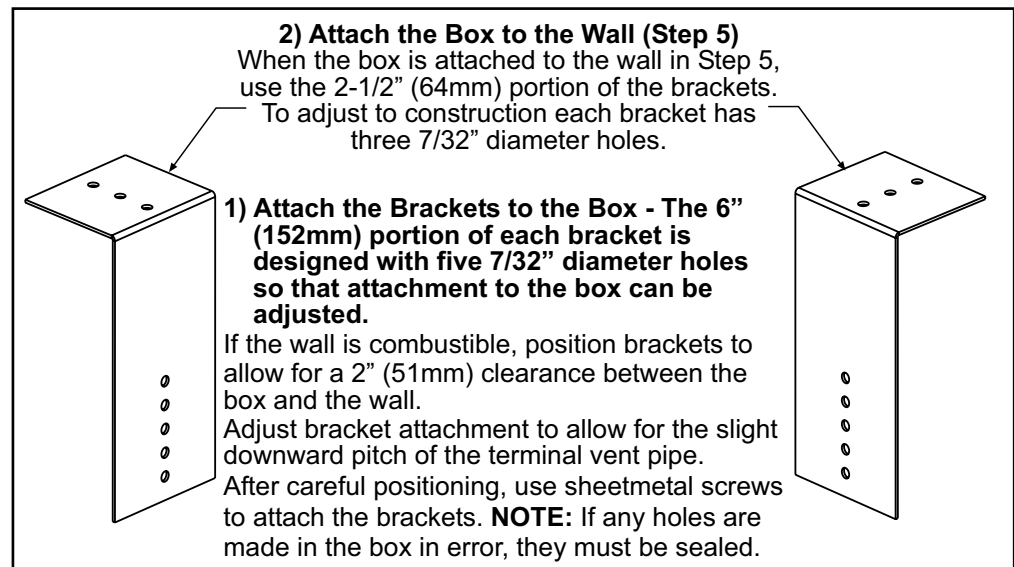 2) Attach the Box to the Wall (Step 5)
When the box is attached to the wall in Step 5,
use the 2-1/2” (64mm) portion of the brackets.
To adjust to construction each bracket has
three 7/32” diameter holes.
1) Attach the Brackets to the Box - The 6”
(152mm) portion of each bracket is
designed with five 7/32” diameter holes
so that attachment to the box can be
adjusted.
If the wall is combustible, position brackets to
allow for a 2” (51mm) clearance between the
box and the wall.
Adjust bracket attachment to allow for the slight
downward pitch of the terminal vent pipe.
After careful positioning, use sheetmetal screws
to attach the brackets. NOTE: If any holes are
made in the box in error, they must be sealed.